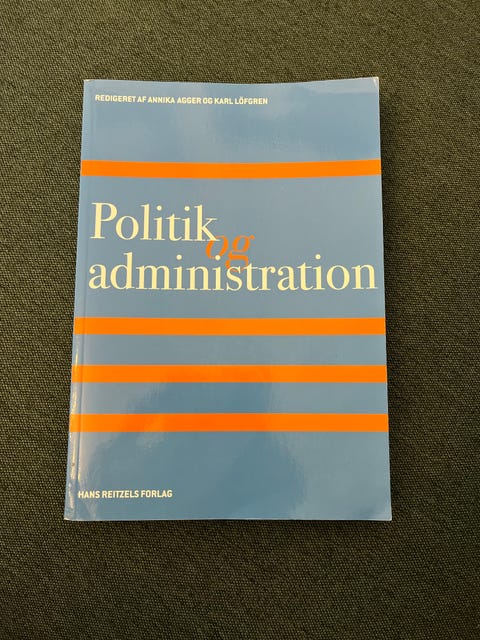 REDIGERET AF ANNIKA AGGER OG KARL LÖFGREN
Politik
og
administration
HANS REITZELS FORLAG